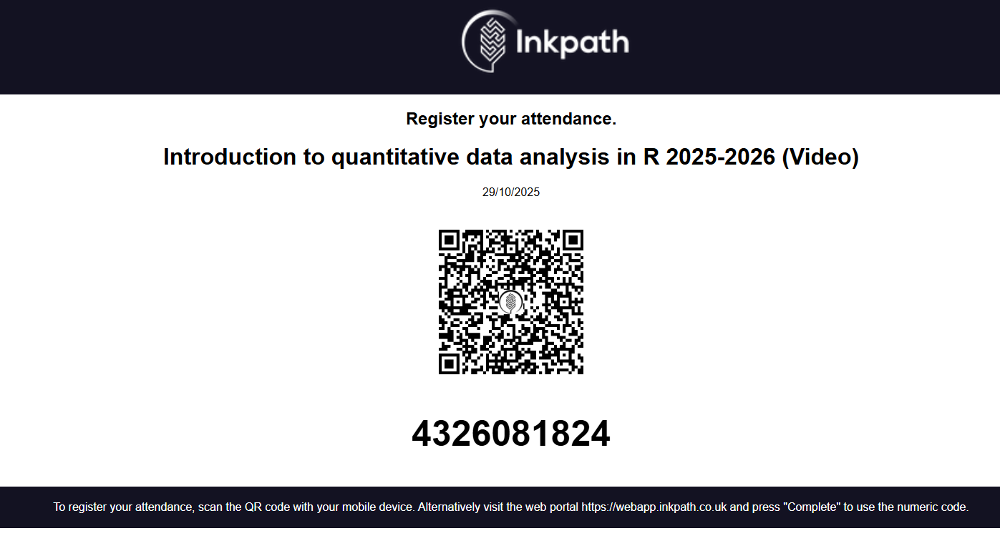 Inkpath
Register your attendance.
Introduction to quantitative data analysis in R 2025-2026 (Video)
29/10/2025
4326081824
To register your attendance, scan the QR code with your mobile device. Alternatively visit the web portal https://webapp.inkpath.co.uk and press "Complete" to use the numeric code.